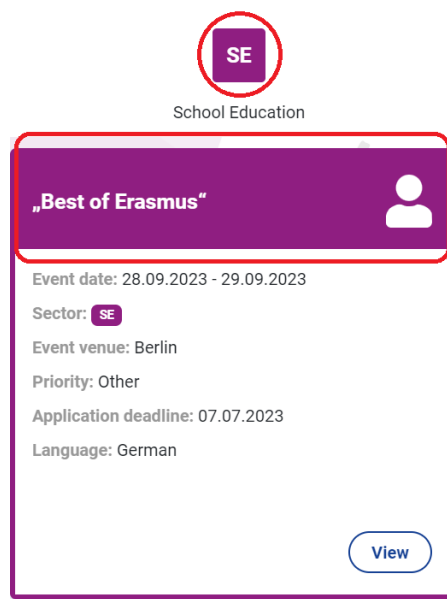 SE
School Education
„Best of Erasmus“
Event date: 28.09.2023 - 29.09.2023
Sector: SE
Event venue: Berlin
Priority: Other
Application deadline: 07.07.2023
Language: German
View